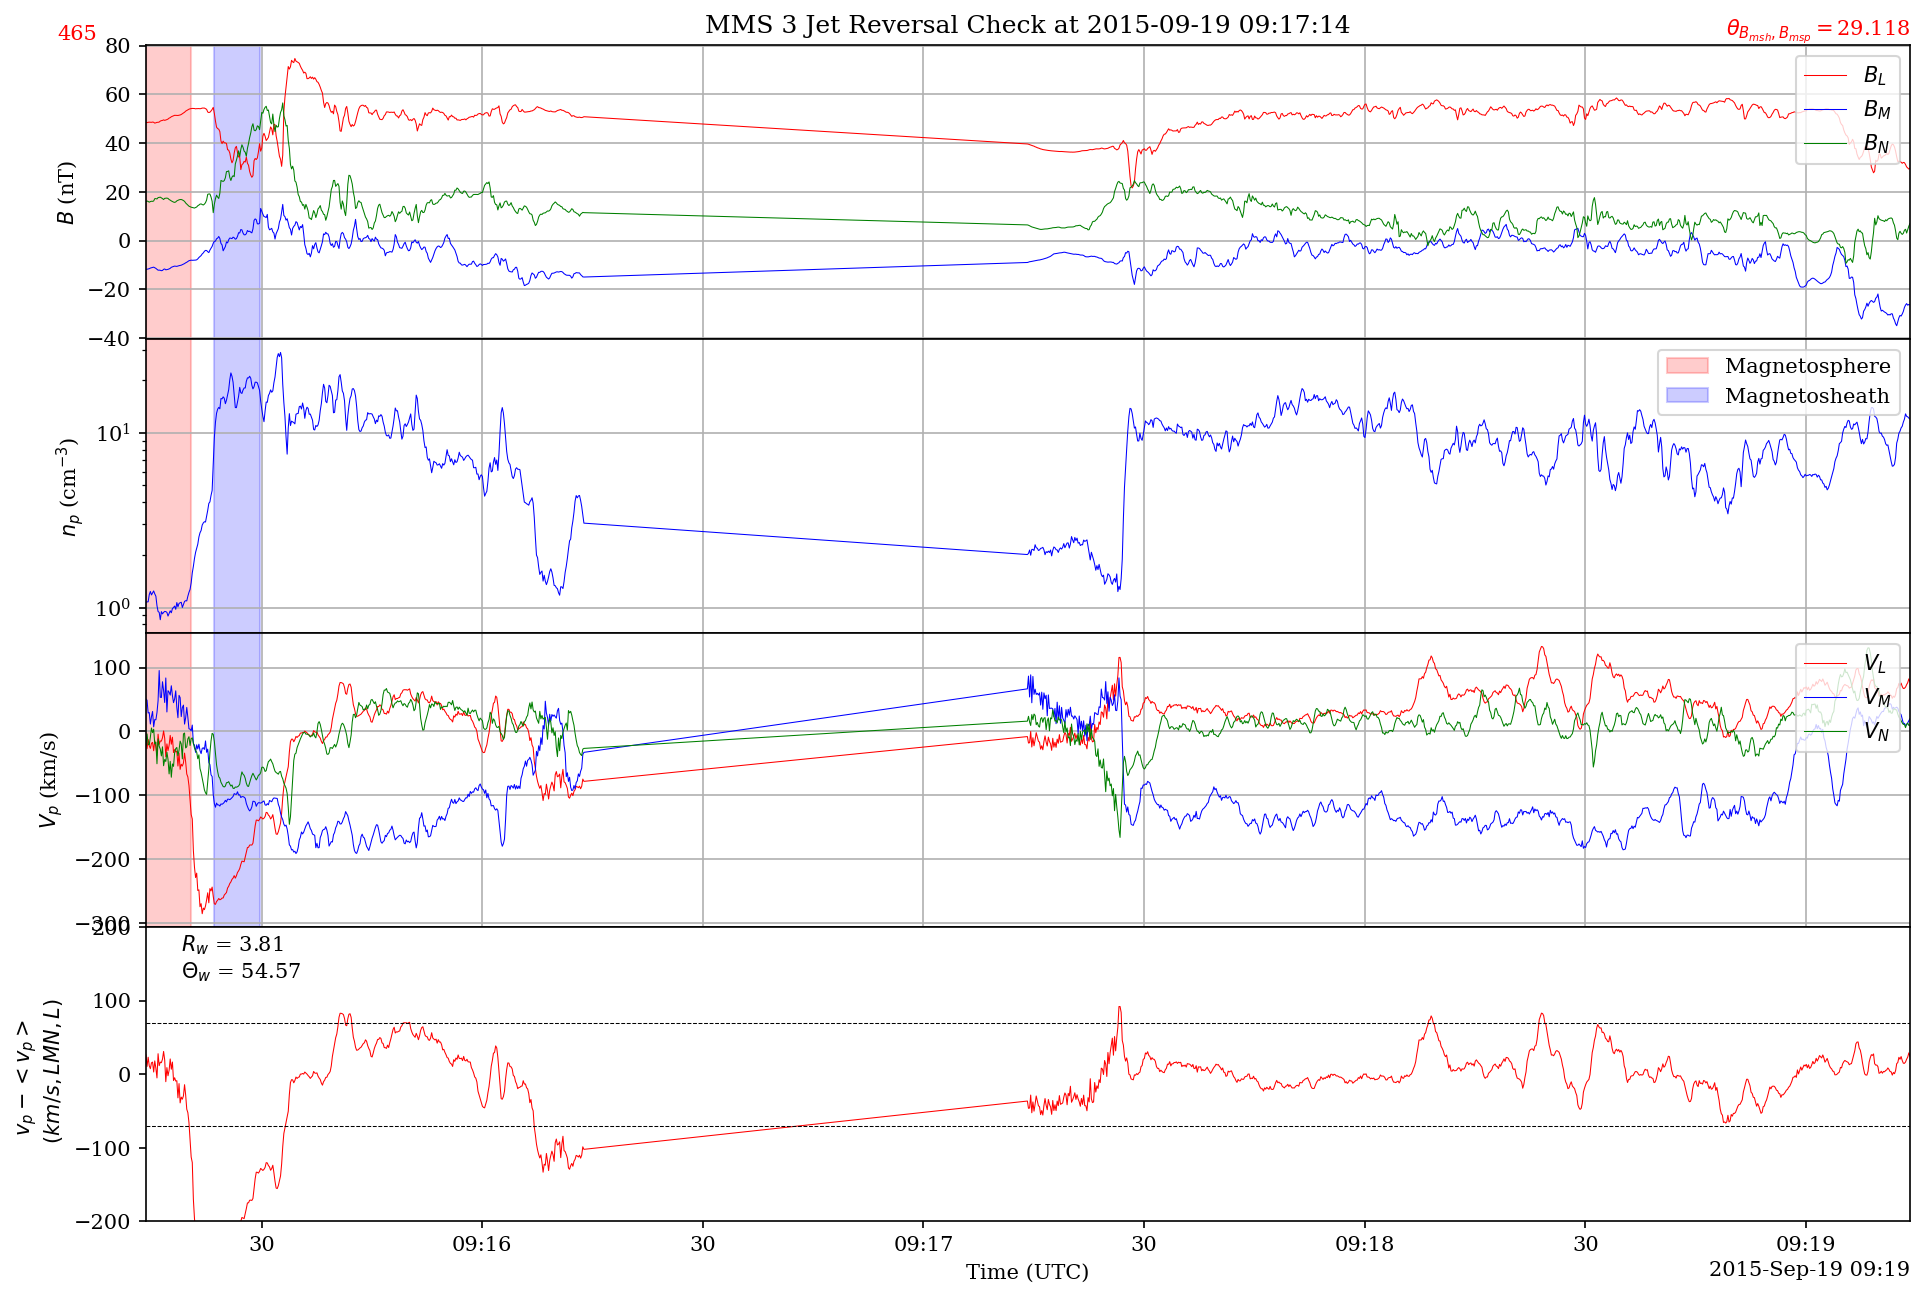 MMS 3 Jet Reversal Check at 2015-09-19 09:17:14
465
θ_{B_{msh}, B_{msp}} = 29.118
80
60
40
20
0
−20
−40
B (nT)
B_L
B_M
B_N
10^1
10^0
n_p (cm^{−3})
Magnetosphere
Magnetosheath
100
0
−100
−200
−300
V_p (km/s)
V_L
V_M
V_N
200
100
0
−100
−200
v_p − < v_p >
(km/s, LMN, L)
R_w = 3.81
Θ_w = 54.57
30 09:16 30 09:17 30 09:18 30 09:19
Time (UTC)
2015-Sep-19 09:19